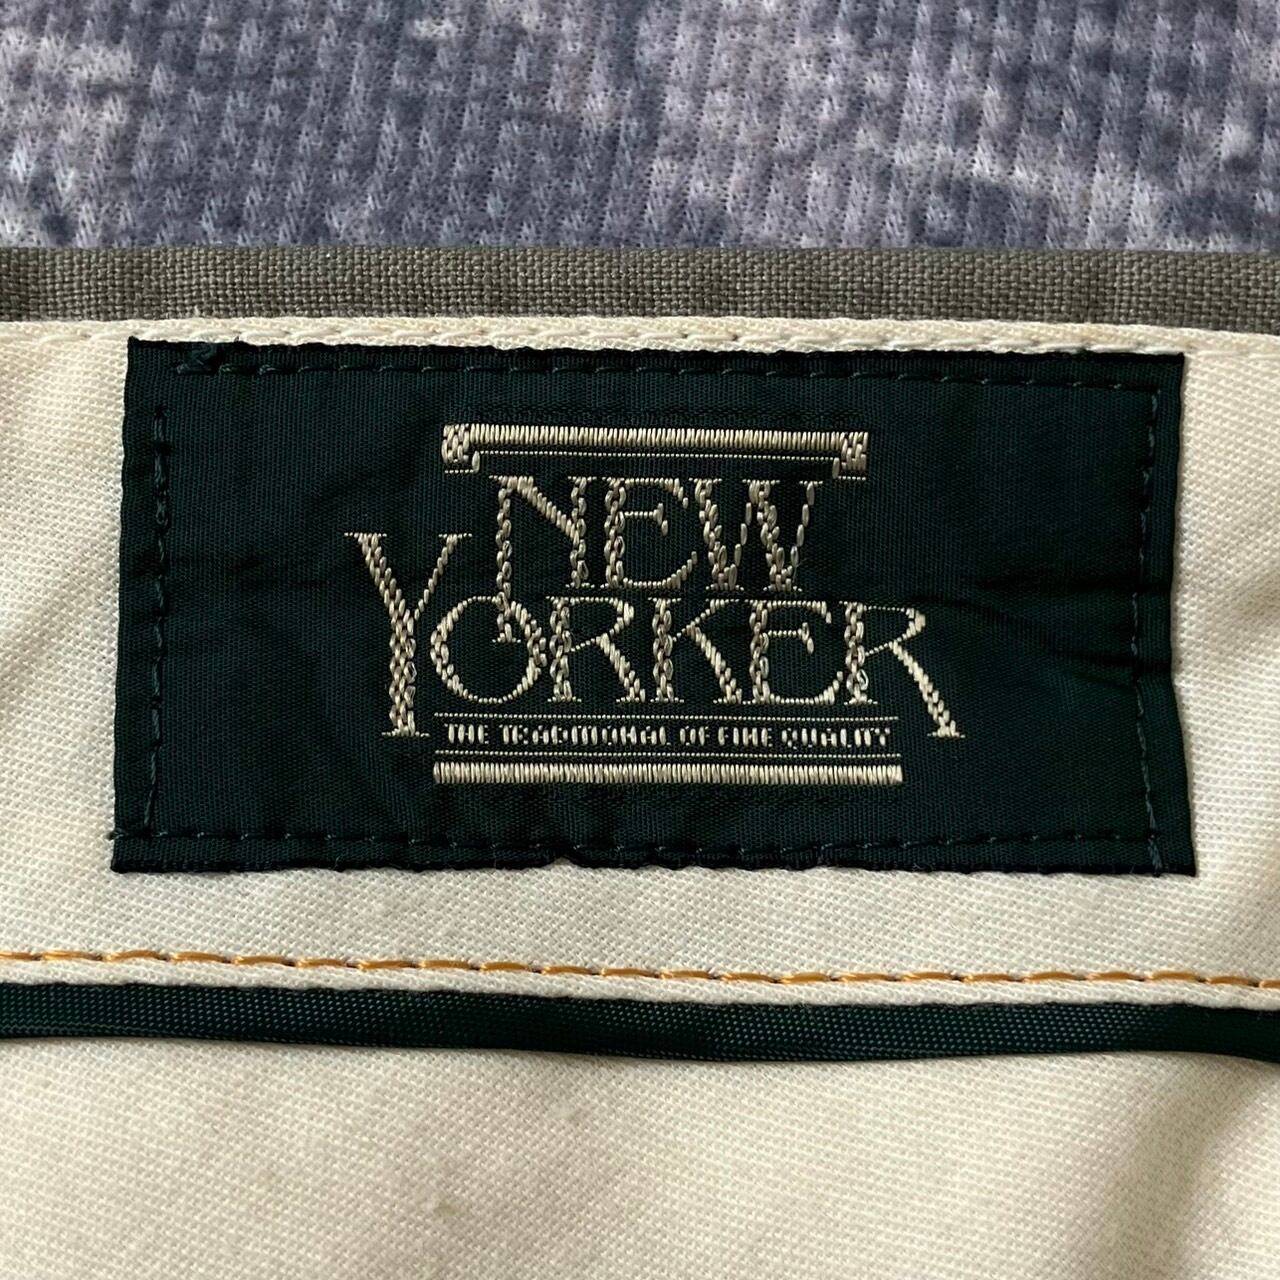 NEW
YORKER
THE TRADITIONAL OF FINE QUALITY